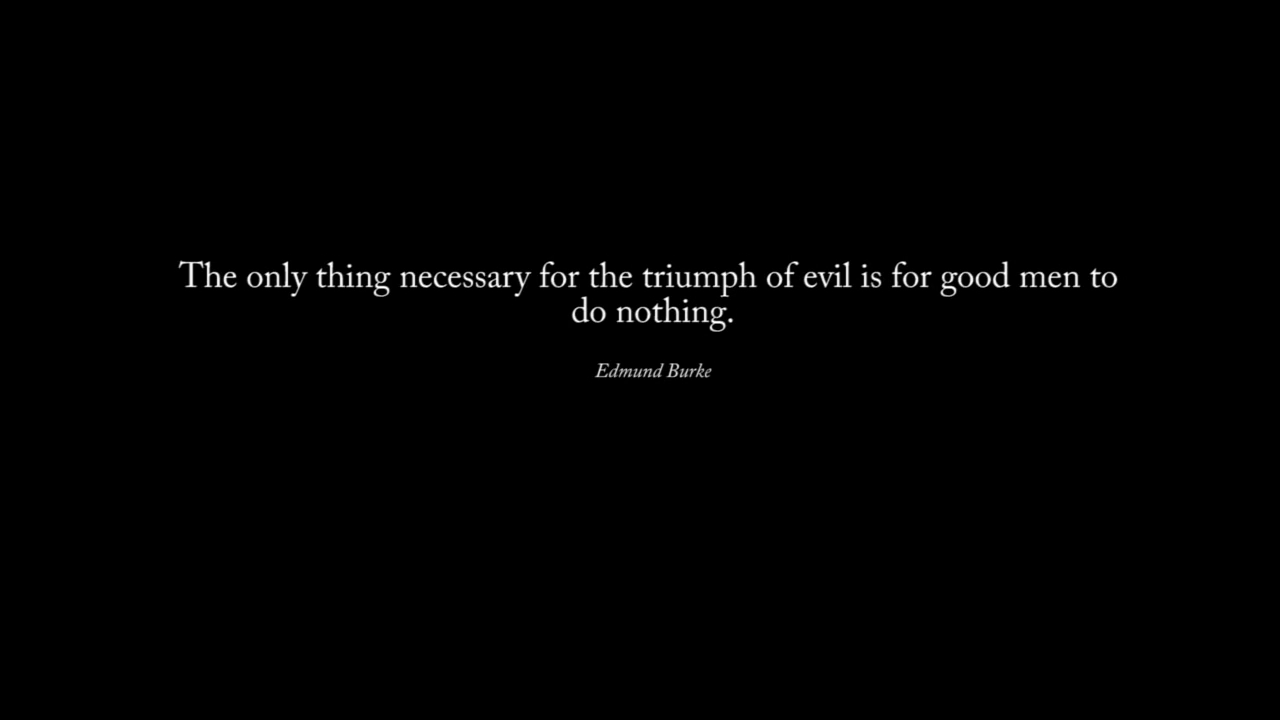 The only thing necessary for the triumph of evil is for good men to
do nothing.
Edmund Burke